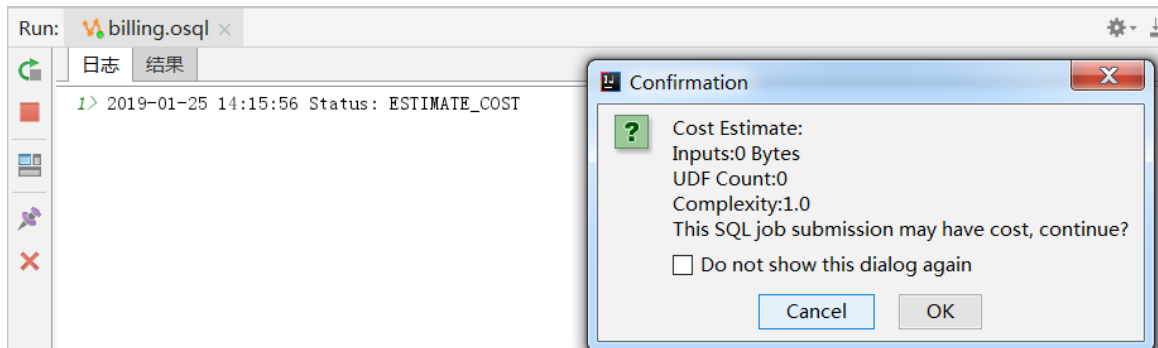 Run: billing.osql
日志 结果
1> 2019-01-25 14:15:56 Status: ESTIMATE_COST
Confirmation
Cost Estimate:
Inputs:0 Bytes
UDF Count:0
Complexity:1.0
This SQL job submission may have cost, continue?
Do not show this dialog again
Cancel OK